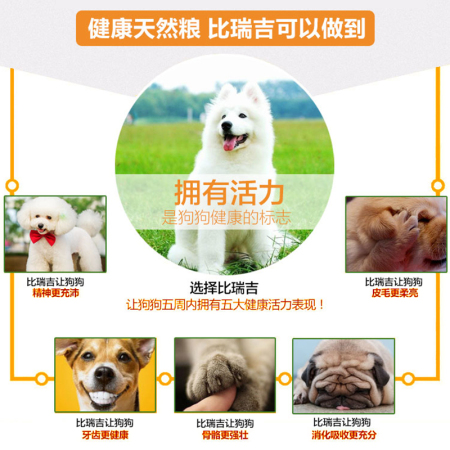 健康天然粮 比瑞吉可以做到
拥有活力
是狗狗健康的标志
选择比瑞吉
让狗狗五周内拥有五大健康活力表现！
比瑞吉让狗狗
精神更充沛
比瑞吉让狗狗
皮毛更柔亮
比瑞吉让狗狗
牙齿更健康
比瑞吉让狗狗
骨骼更强壮
比瑞吉让狗狗
消化吸收更充分